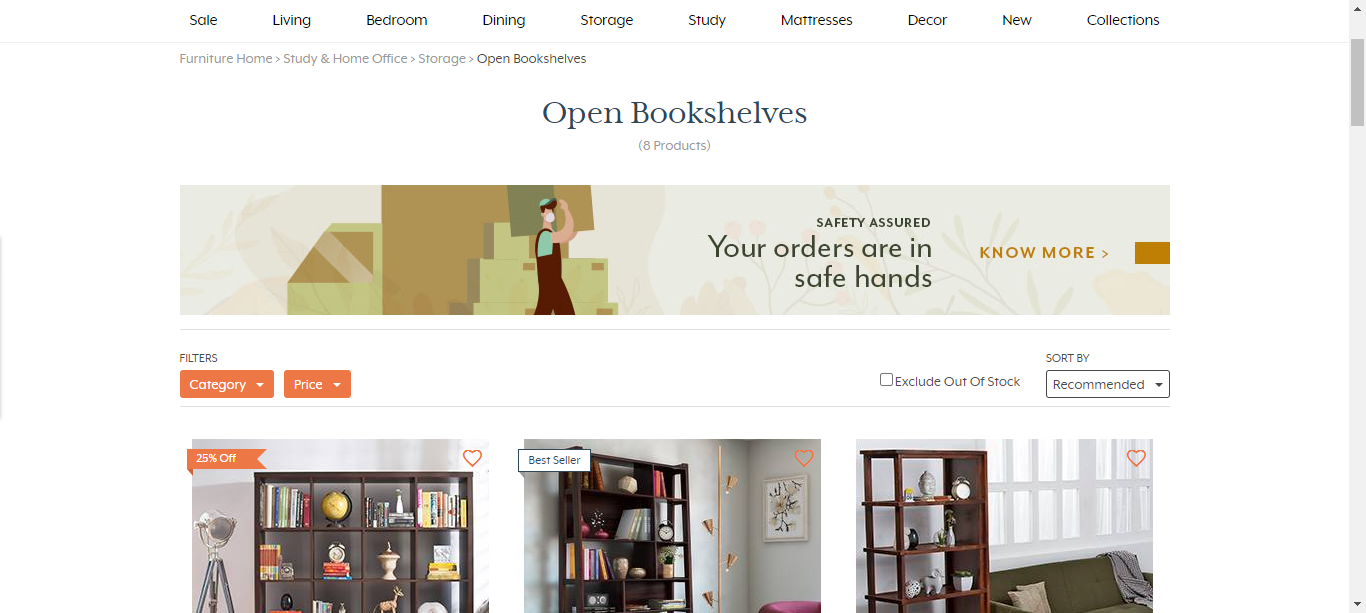 Sale Living Bedroom Dining Storage Study Mattresses Decor New Collections
Furniture Home > Study & Home Office > Storage > Open Bookshelves
Open Bookshelves
(8 Products)
SAFETY ASSURED
Your orders are in
safe hands
KNOW MORE >
FILTERS
Category
Price
Exclude Out Of Stock
SORT BY
Recommended
25% Off
Best Seller